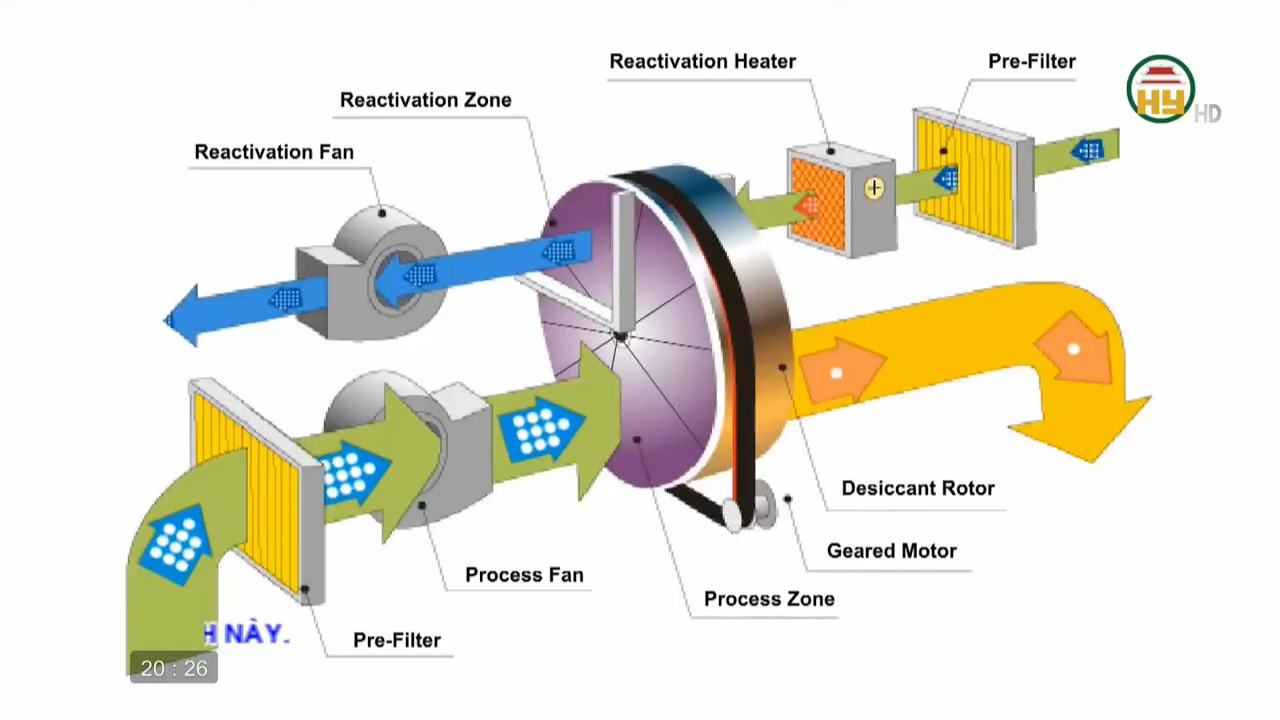 Reactivation Heater
Pre-Filter
HY HD
Reactivation Zone
Reactivation Fan
Desiccant Rotor
Geared Motor
Process Fan
Process Zone
NÀY.
Pre-Filter
20 : 26